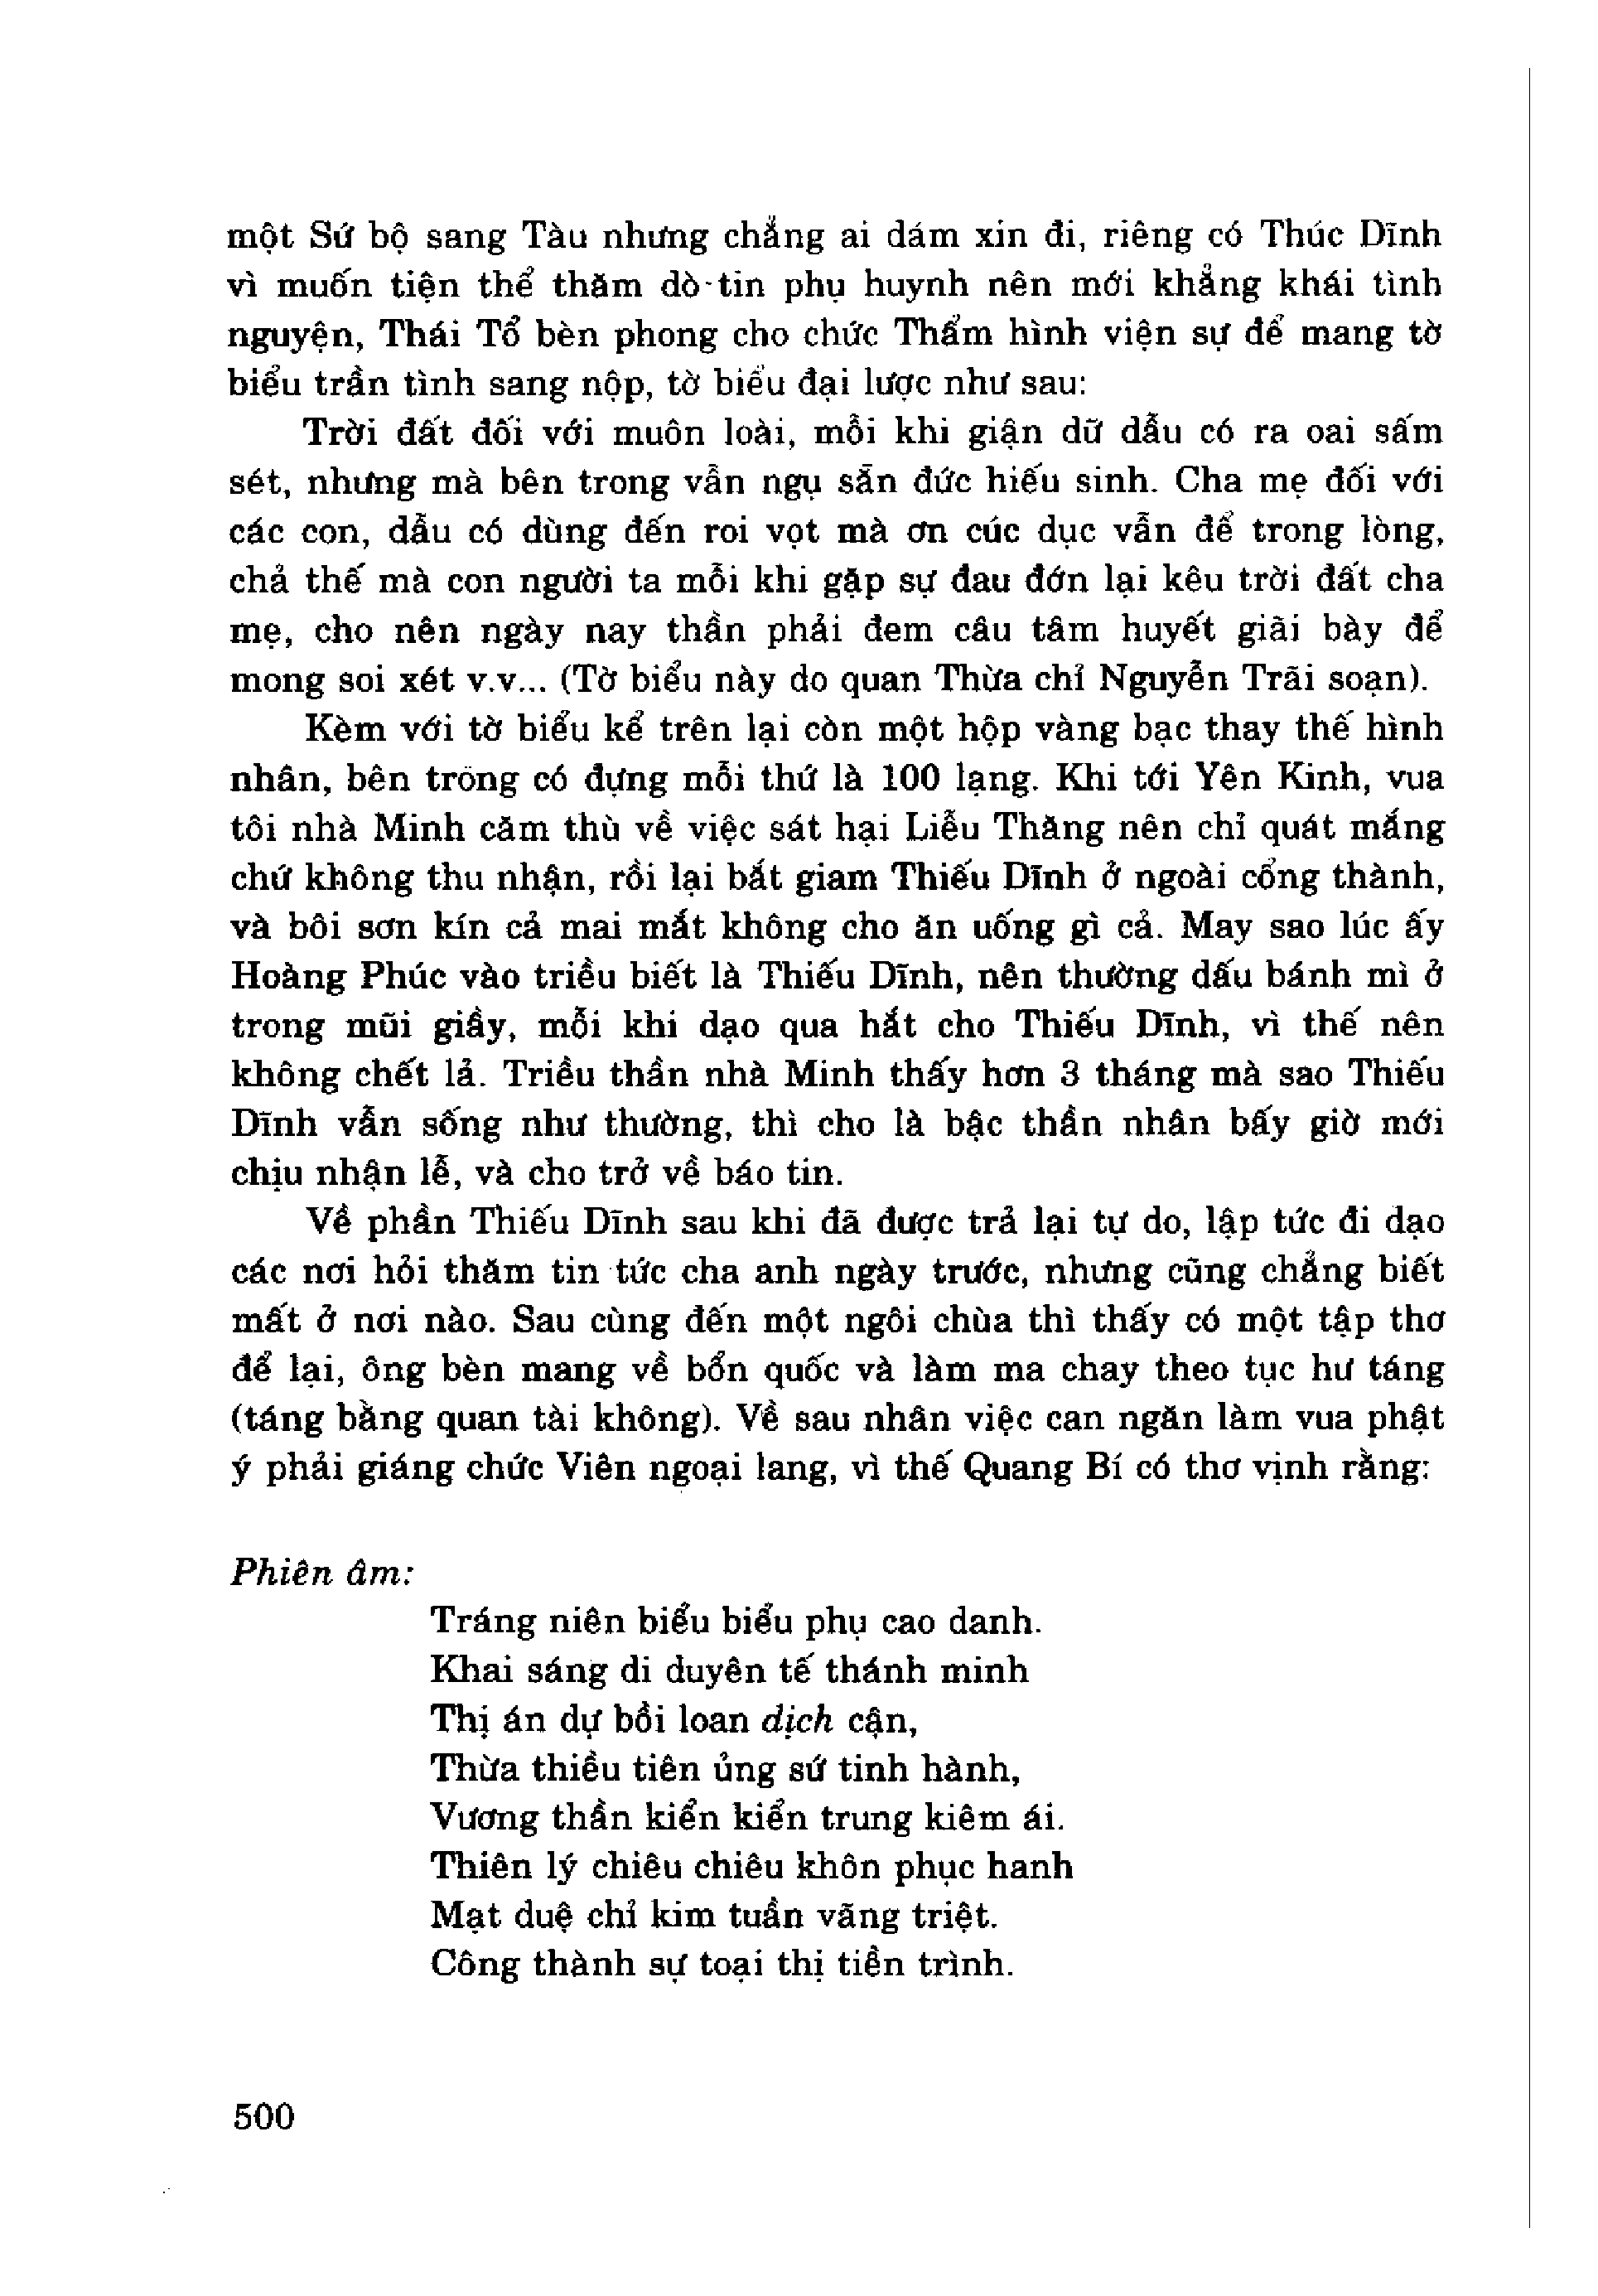 một Sứ bộ sang Tàu nhưng chẳng ai dám xin đi, riêng có Thúc Dĩnh
vì muốn tiện thể thăm dò tin phụ huynh nên mới khẳng khái tình
nguyện, Thái Tổ bèn phong cho chức Thẩm hình viện sự để mang tờ
biểu trần tình sang nộp, tờ biểu đại lược như sau:
Trời đất đối với muôn loài, mỗi khi giận dữ dẫu có ra oai sấm
sét, nhưng mà bên trong vẫn ngụ sẵn đức hiếu sinh. Cha mẹ đối với
các con, dẫu có dùng đến roi vọt mà ơn cúc dục vẫn để trong lòng,
chả thế mà con người ta mỗi khi gặp sự đau đớn lại kêu trời đất cha
mẹ, cho nên ngày nay thần phải đem câu tâm huyết giãi bày để
mong soi xét v.v... (Tờ biểu này do quan Thừa chỉ Nguyễn Trãi soạn).
Kèm với tờ biểu kể trên lại còn một hộp vàng bạc thay thế hình
nhân, bên trong có đựng mỗi thứ là 100 lạng. Khi tới Yên Kinh, vua
tôi nhà Minh căm thù về việc sát hại Liễu Thăng nên chỉ quát mắng
chứ không thu nhận, rồi lại bắt giam Thiếu Dĩnh ở ngoài cổng thành,
và bôi sơn kín cả mai mắt không cho ăn uống gì cả. May sao lúc ấy
Hoàng Phúc vào triều biết là Thiếu Dĩnh, nên thường dấu bánh mì ở
trong mũi giầy, mỗi khi dạo qua hắt cho Thiếu Dĩnh, vì thế nên
không chết lả. Triều thần nhà Minh thấy hơn 3 tháng mà sao Thiếu
Dĩnh vẫn sống như thường, thì cho là bậc thần nhân bấy giờ mới
chịu nhận lễ, và cho trở về báo tin.
Về phần Thiếu Dĩnh sau khi đã được trả lại tự do, lập tức đi dạo
các nơi hỏi thăm tin tức cha anh ngày trước, nhưng cũng chẳng biết
mất ở nơi nào. Sau cùng đến một ngôi chùa thì thấy có một tập thơ
để lại, ông bèn mang về bổn quốc và làm ma chay theo tục hư táng
(táng bằng quan tài không). Về sau nhân việc can ngăn làm vua phật
ý phải giáng chức Viên ngoại lang, vì thế Quang Bí có thơ vịnh rằng:
Phiên âm:
Tráng niên biểu biểu phụ cao danh.
Khai sáng di duyên tế thánh minh
Thị án dự bồi loan dịch cận,
Thừa thiều tiên ủng sứ tinh hành,
Vương thần kiển kiển trung kiêm ái.
Thiên lý chiêu chiêu khôn phục hanh
Mạt duệ chỉ kim tuần vãng triệt.
Công thành sự toại thị tiền trình.
500